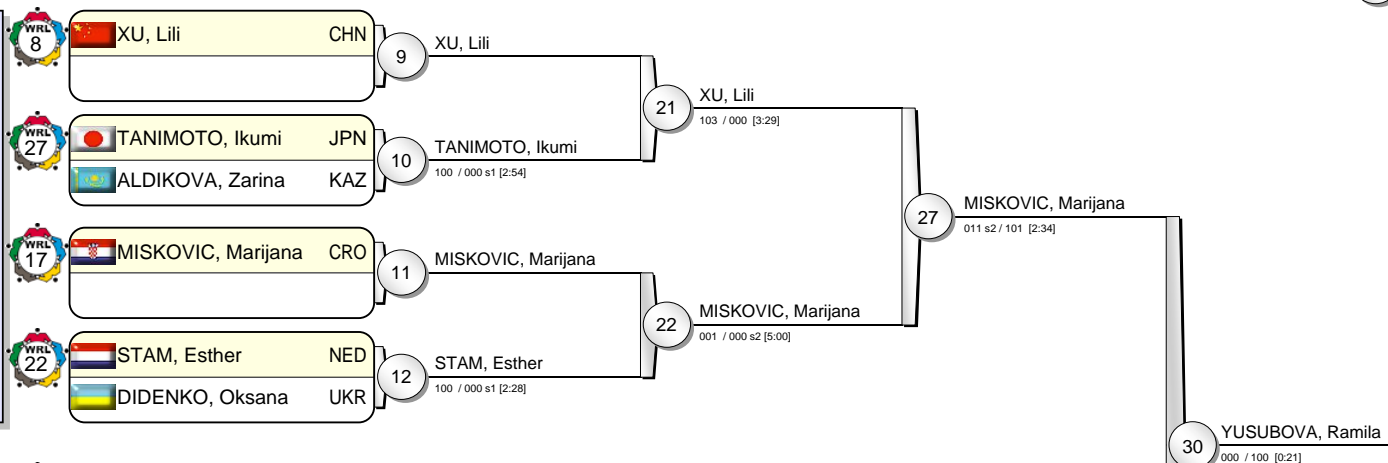 WRL
8
XU, Lili CHN
9
XU, Lili
21
XU, Lili
103 / 000 [3:29]
WRL
27
TANIMOTO, Ikumi JPN
ALDIKOVA, Zarina KAZ
10
TANIMOTO, Ikumi
100 / 000 s1 [2:54]
27
MISKOVIC, Marijana
011 s2 / 101 [2:34]
WRL
17
MISKOVIC, Marijana CRO
11
MISKOVIC, Marijana
22
MISKOVIC, Marijana
001 / 000 s2 [5:00]
WRL
22
STAM, Esther NED
DIDENKO, Oksana UKR
12
STAM, Esther
100 / 000 s1 [2:28]
30
YUSUBOVA, Ramila
000 / 100 [0:21]